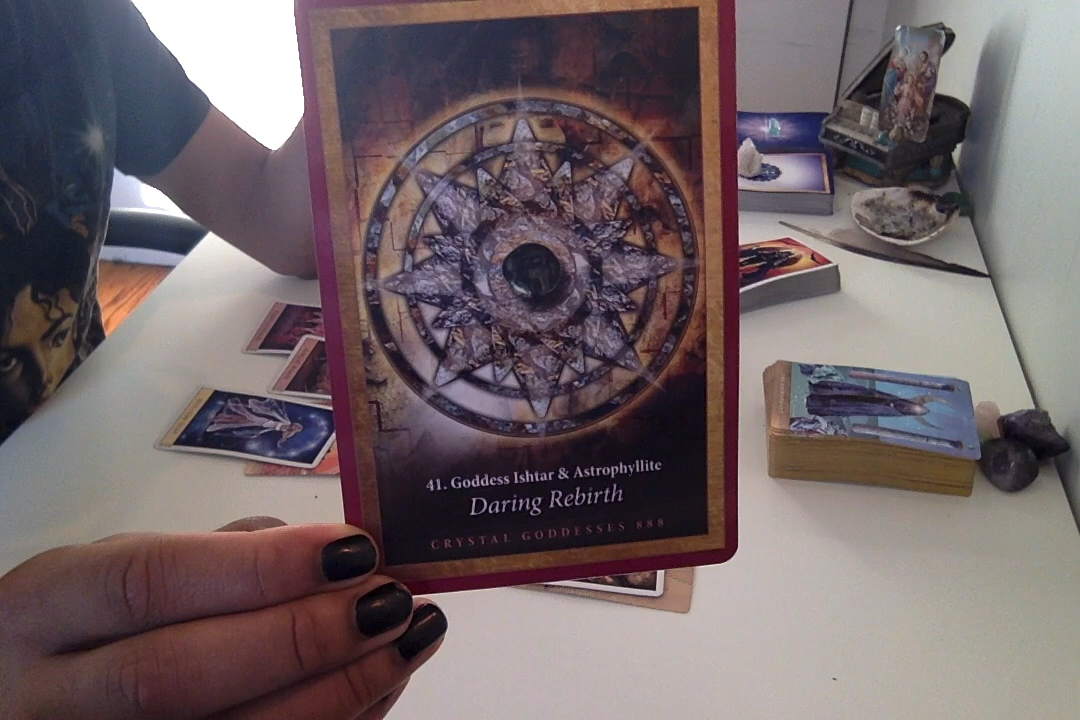 41. Goddess Ishtar & Astrophyllite
Daring Rebirth
CRYSTAL GODDESSES 888